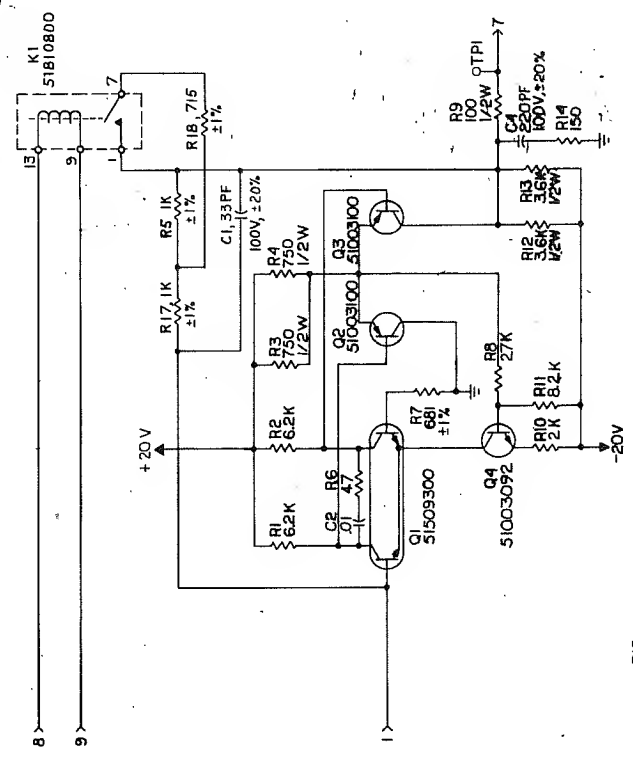 8
9
13
9
K1
51810800
7
1
R5 1K
±1%
R18, 715
±1%
R17, 1K
±1%
C1, 33PF
100V, ±20%
+20V
R1
6.2K
R2
6.2K
R3
750
1/2W
R4
750
1/2W
C2
.01
R6
47
Q1
51509300
Q2
51003100
Q3
51003100
R7
681
±1%
R8
27K
Q4
51003092
R10
2K
R11
8.2K
-20V
R12
3.6K
1/2W
R13
3.6K
1/2W
R9
100
1/2W
C4
220PF
100V, ±20%
R14
150
TP1
7
1